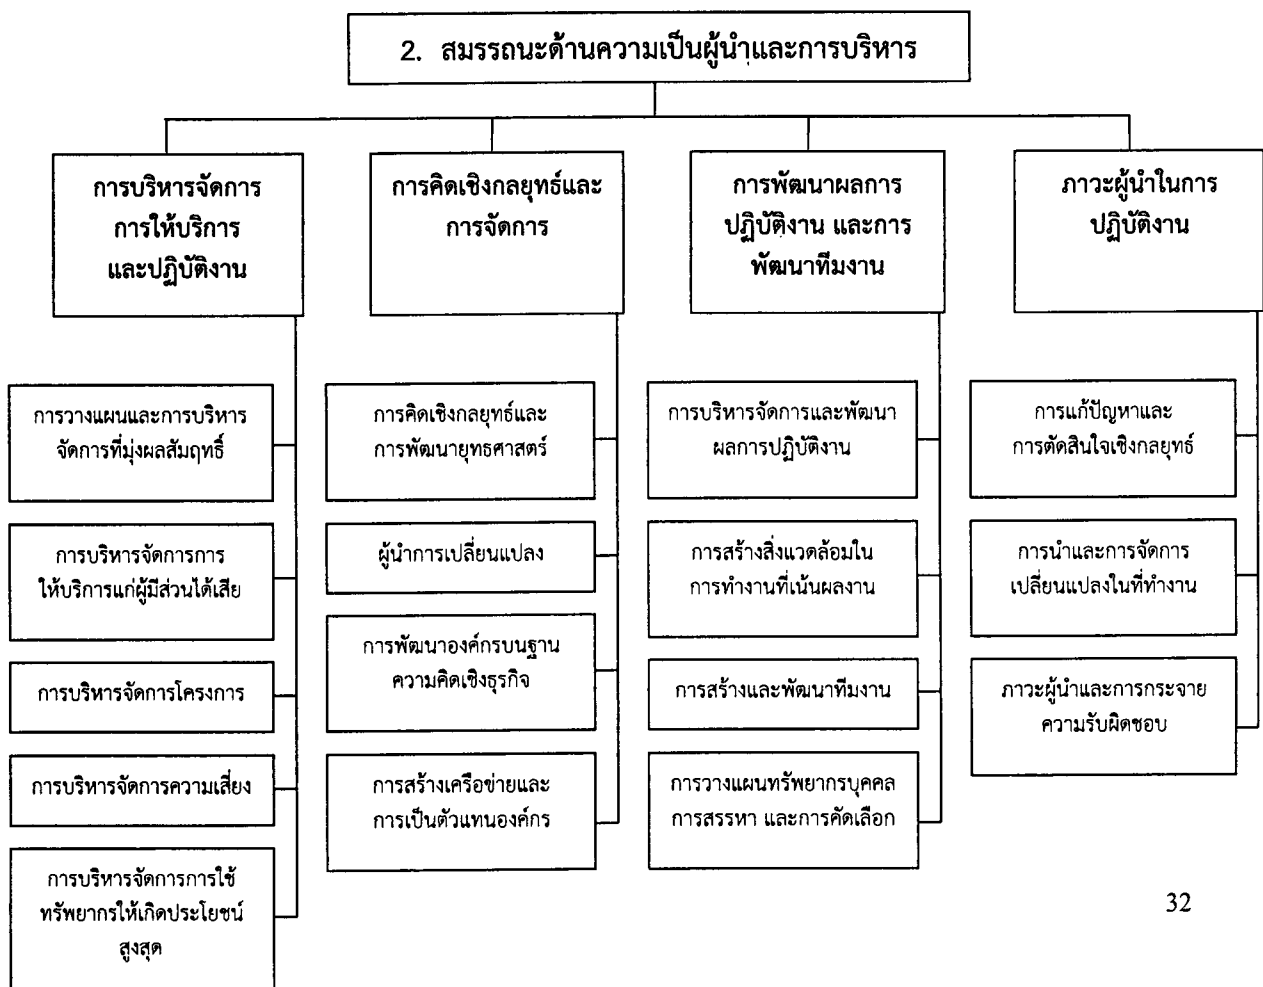 2. สมรรถนะด้านความเป็นผู้นำและการบริหาร
การบริหารจัดการ
การให้บริการ
และปฏิบัติงาน
การวางแผนและการบริหาร
จัดการที่มุ่งผลสัมฤทธิ์
การบริหารจัดการการ
ให้บริการแก่ผู้มีส่วนได้เสีย
การบริหารจัดการโครงการ
การบริหารจัดการความเสี่ยง
การบริหารจัดการการใช้
ทรัพยากรให้เกิดประโยชน์
สูงสุด
การคิดเชิงกลยุทธ์และ
การจัดการ
การคิดเชิงกลยุทธ์และ
การพัฒนายุทธศาสตร์
ผู้นำการเปลี่ยนแปลง
การพัฒนาองค์กรบนฐาน
ความคิดเชิงธุรกิจ
การสร้างเครือข่ายและ
การเป็นตัวแทนองค์กร
การพัฒนาผลการ
ปฏิบัติงาน และการ
พัฒนาทีมงาน
การบริหารจัดการและพัฒนา
ผลการปฏิบัติงาน
การสร้างสิ่งแวดล้อมใน
การทำงานที่เน้นผลงาน
การสร้างและพัฒนาทีมงาน
การวางแผนทรัพยากรบุคคล
การสรรหา และการคัดเลือก
ภาวะผู้นำในการ
ปฏิบัติงาน
การแก้ปัญหาและ
การตัดสินใจเชิงกลยุทธ์
การนำและการจัดการ
เปลี่ยนแปลงในที่ทำงาน
ภาวะผู้นำและการกระจาย
ความรับผิดชอบ
32